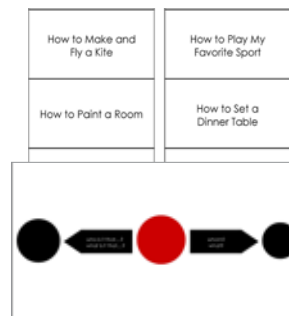 How to Make and
Fly a Kite
How to Play My
Favorite Sport
How to Paint a Room
How to Set a
Dinner Table